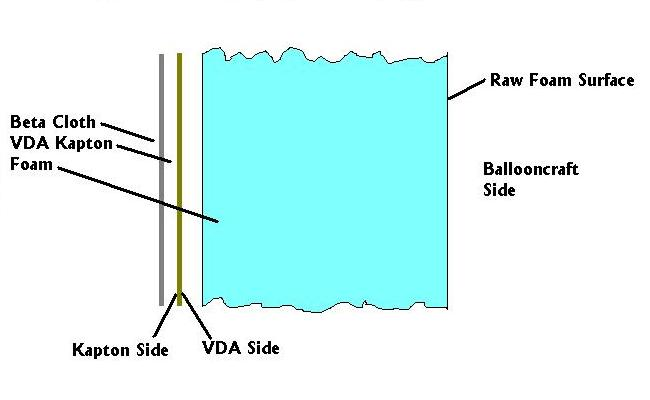 Raw Foam Surface
Beta Cloth
VDA Kapton
Foam
Ballooncraft
Side
Kapton Side
VDA Side